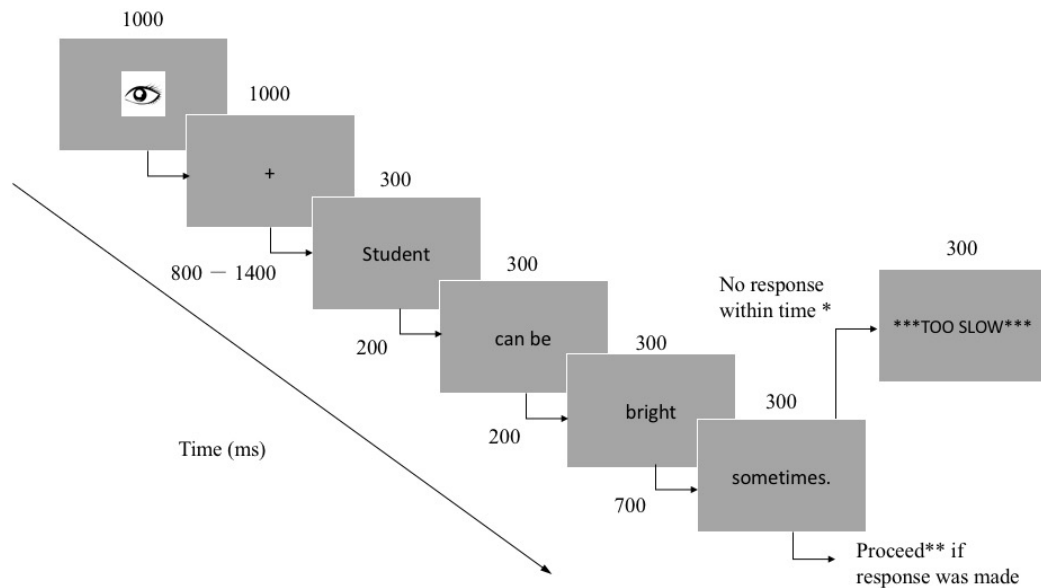 1000
1000
+
300
Student
800 – 1400
300
can be
200
300
bright
200
300
sometimes.
700
No response
within time *
300
***TOO SLOW***
Proceed** if
response was made
Time (ms)